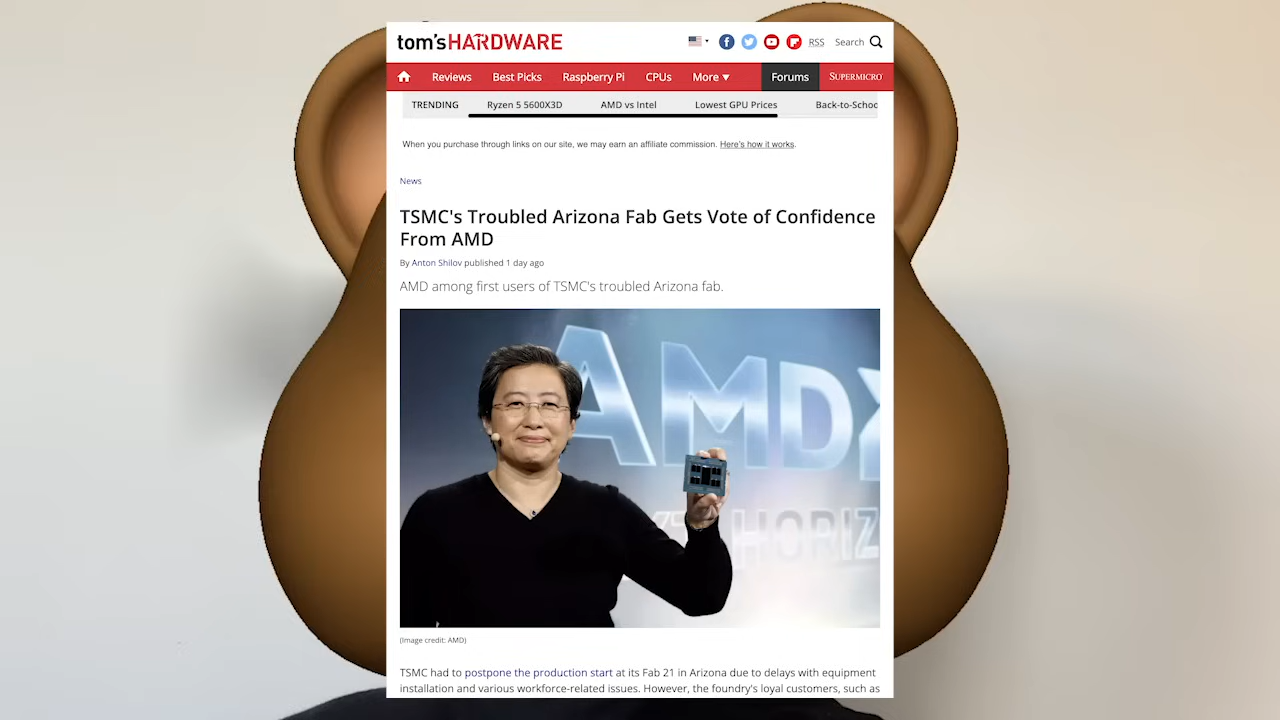 tom'sHARDWARE
RSS Search
Reviews Best Picks Raspberry Pi CPUs More ▼ Forums SUPERMICRO
TRENDING Ryzen 5 5600X3D AMD vs Intel Lowest GPU Prices Back-to-Schoo
When you purchase through links on our site, we may earn an affiliate commission. Here's how it works.
News
TSMC's Troubled Arizona Fab Gets Vote of Confidence
From AMD
By Anton Shilov published 1 day ago
AMD among first users of TSMC's troubled Arizona fab.
AMD
HORIZ
(Image credit: AMD)
TSMC had to postpone the production start at its Fab 21 in Arizona due to delays with equipment
installation and various workforce-related issues. However, the foundry's loyal customers, such as